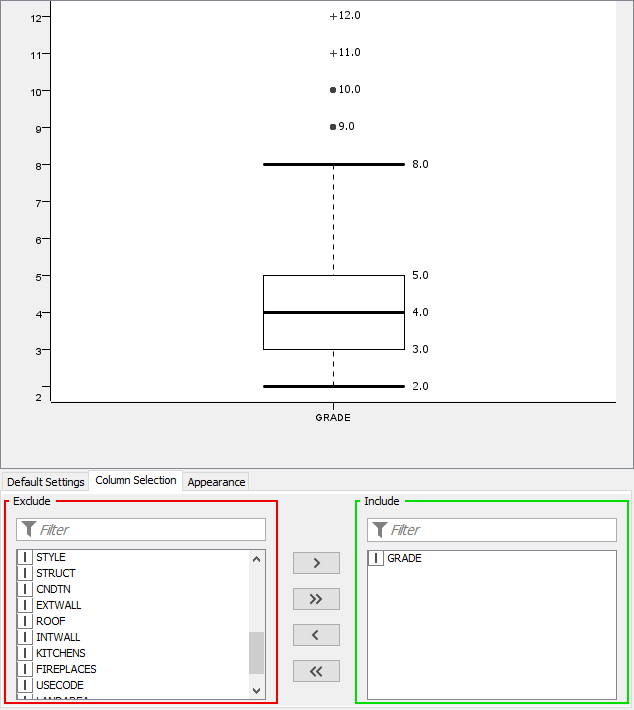 12
12.0
11
11.0
10
10.0
9
9.0
8
8.0
7
6
5
5.0
4
4.0
3
3.0
2
2.0
GRADE
Default Settings Column Selection Appearance
Exclude
Filter
STYLE
STRUCT
CNDTN
EXTWALL
ROOF
INTWALL
KITCHENS
FIREPLACES
USECODE
LANDAREA
Include
Filter
GRADE